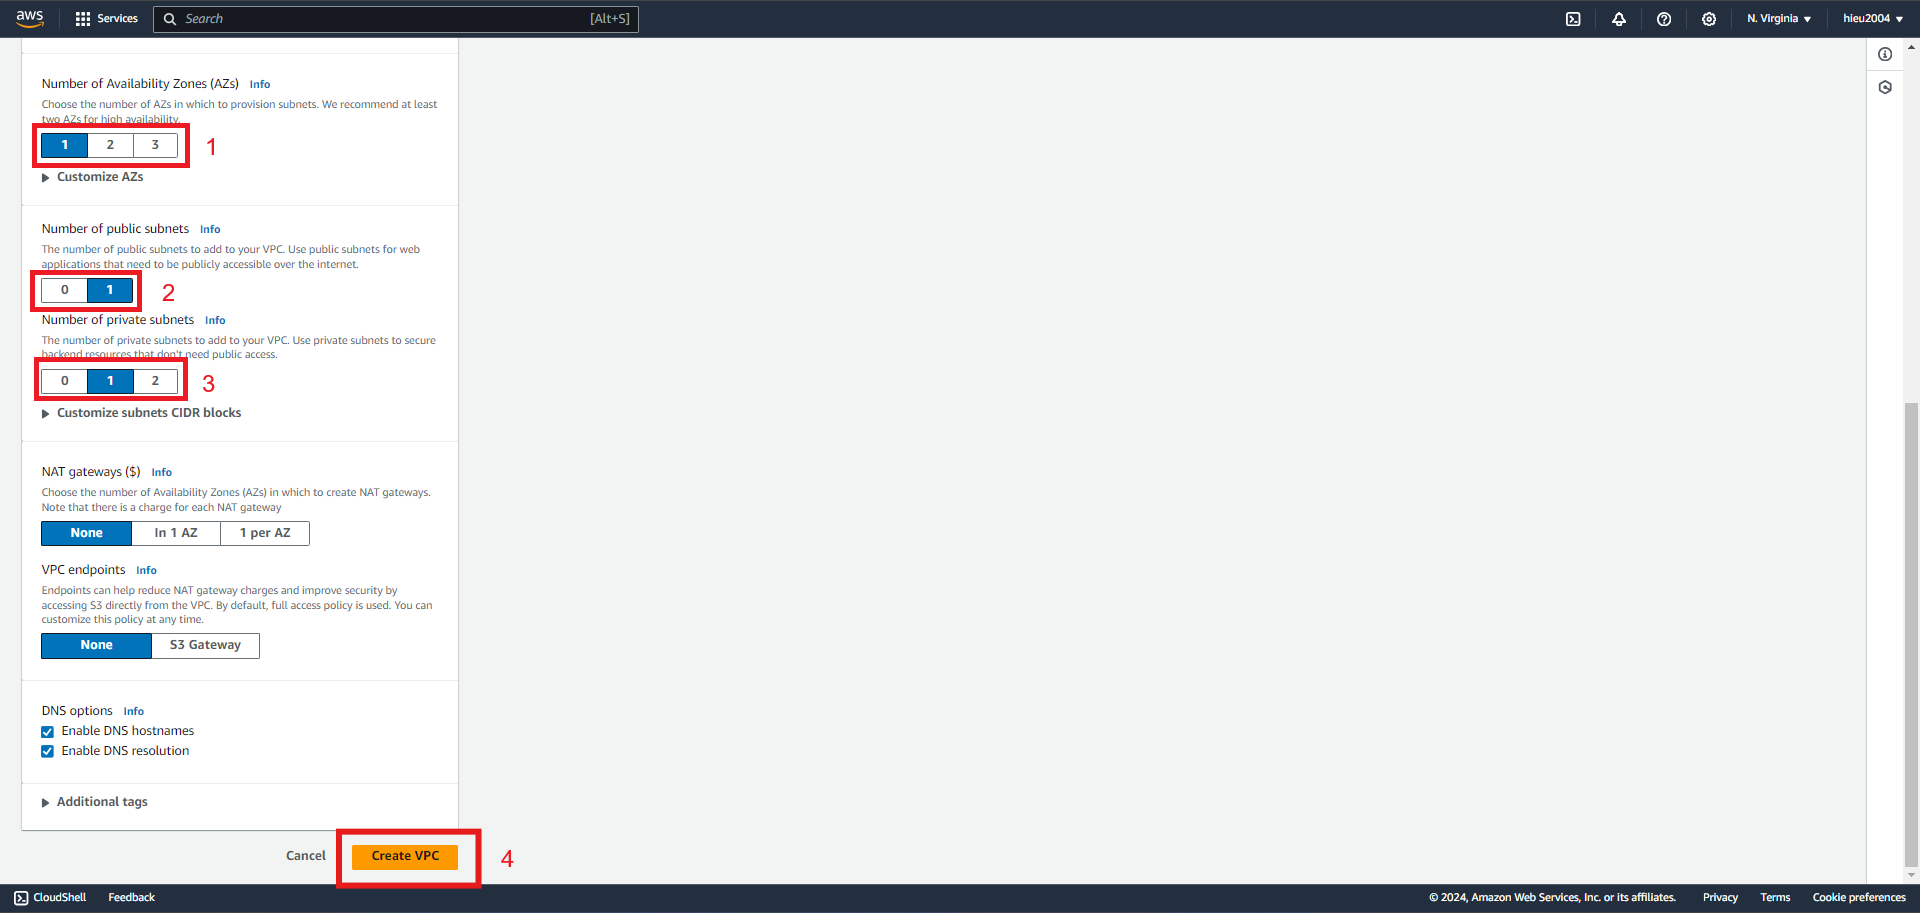 aws Services Search [Alt+S] N. Virginia hieu2004
Number of Availability Zones (AZs) Info
Choose the number of AZs in which to provision subnets. We recommend at least
two AZs for high availability.
1 2 3 1
Customize AZs
Number of public subnets Info
The number of public subnets to add to your VPC. Use public subnets for web
applications that need to be publicly accessible over the internet.
0 1 2
Number of private subnets Info
The number of private subnets to add to your VPC. Use private subnets to secure
backend resources that don't need public access.
0 1 2 3
Customize subnets CIDR blocks
NAT gateways ($) Info
Choose the number of Availability Zones (AZs) in which to create NAT gateways.
Note that there is a charge for each NAT gateway
None In 1 AZ 1 per AZ
VPC endpoints Info
Endpoints can help reduce NAT gateway charges and improve security by
accessing S3 directly from the VPC. By default, full access policy is used. You can
customize this policy at any time.
None S3 Gateway
DNS options Info
Enable DNS hostnames
Enable DNS resolution
Additional tags
Cancel Create VPC 4
CloudShell Feedback © 2024, Amazon Web Services, Inc. or its affiliates. Privacy Terms Cookie preferences